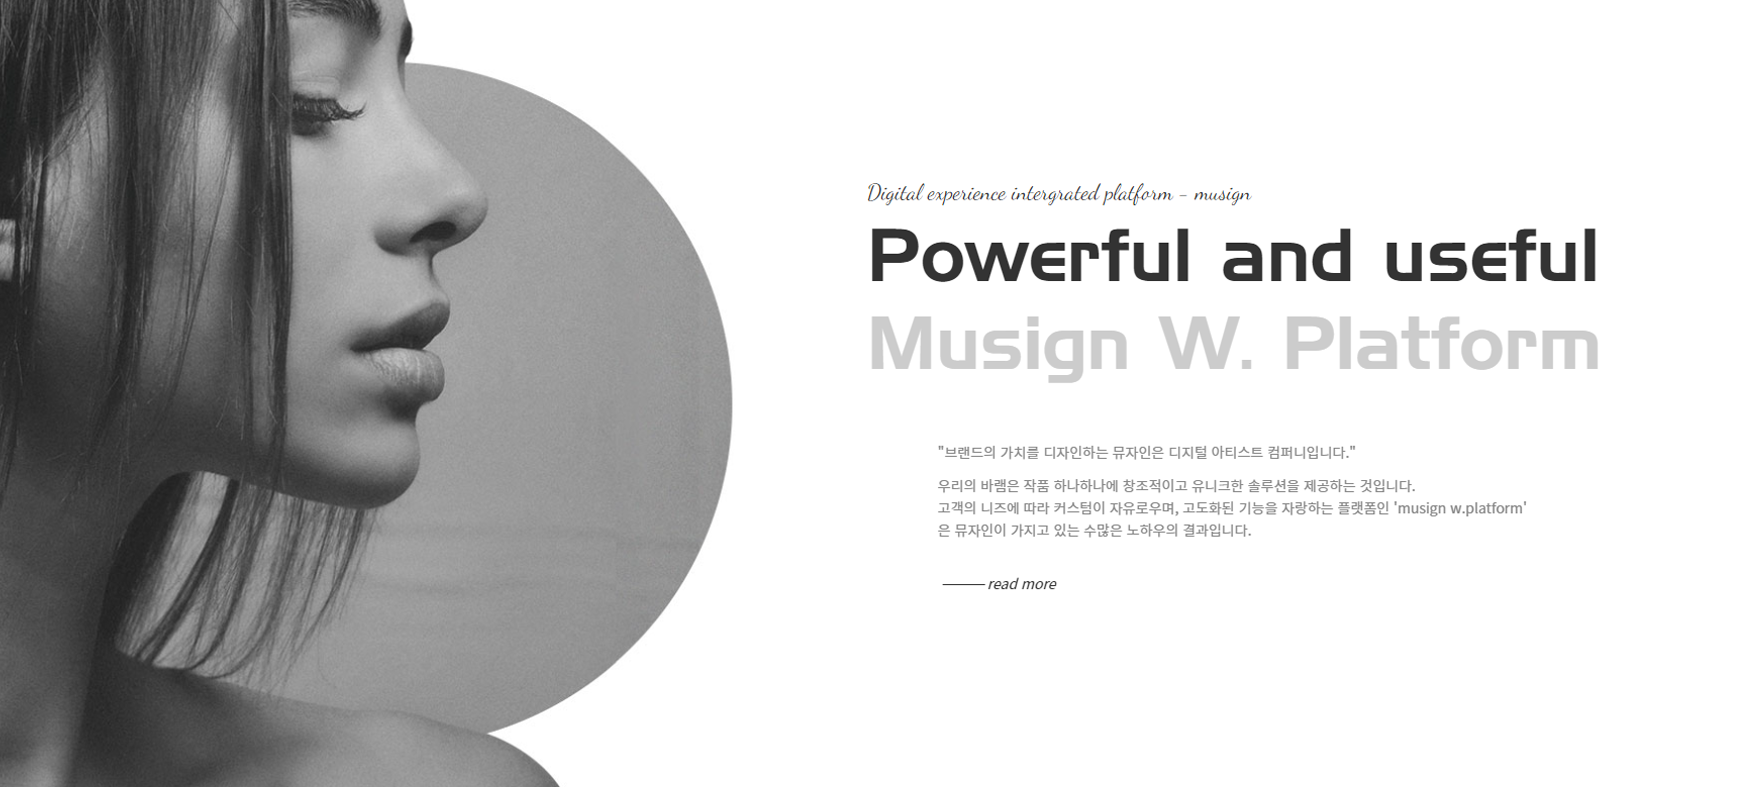 Digital experience intergrated platform - musign
Powerful and useful
Musign W. Platform
"브랜드의 가치를 디자인하는 뮤자인은 디지털 아티스트 컴퍼니입니다."
우리의 바램은 작품 하나하나에 창조적이고 유니크한 솔루션을 제공하는 것입니다.
고객의 니즈에 따라 커스텀이 자유로우며, 고도화된 기능을 자랑하는 플랫폼인 'musign w.platform'
은 뮤자인이 가지고 있는 수많은 노하우의 결과입니다.
read more